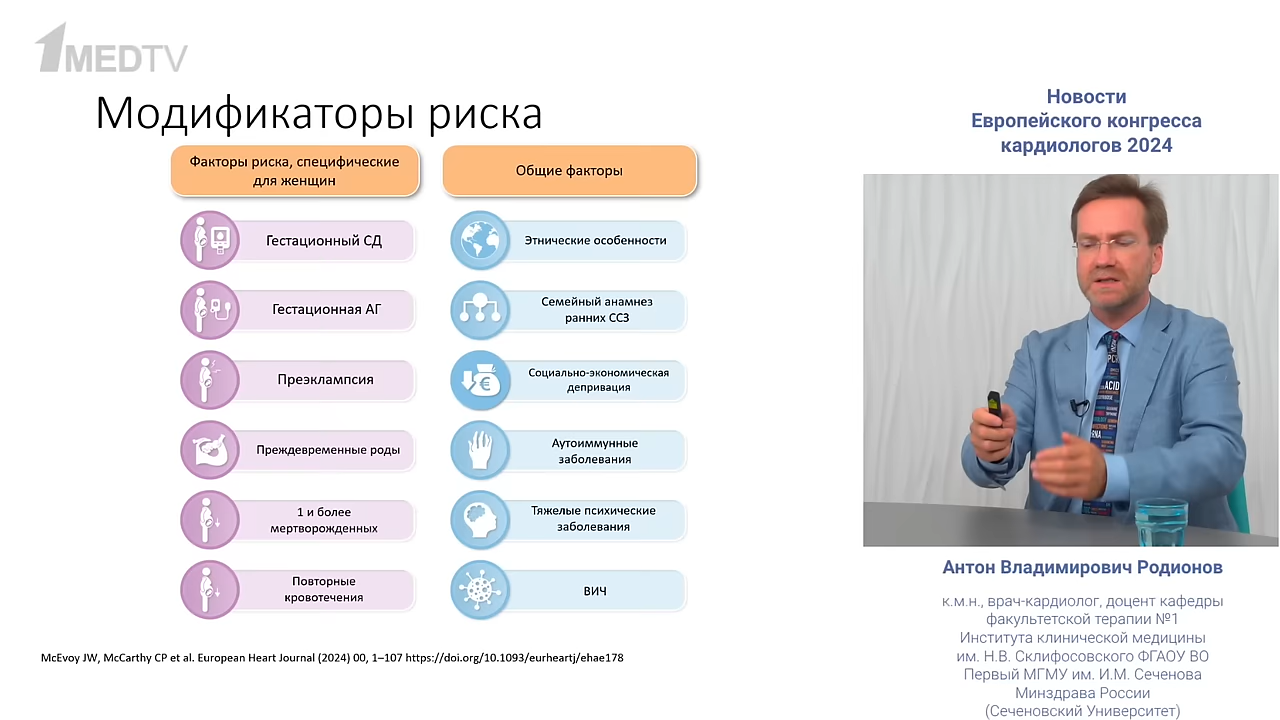 1MEDTV
Модификаторы риска
Факторы риска, специфические
для женщин
Гестационный СД
Гестационная АГ
Преэклампсия
Преждевременные роды
1 и более
мертворожденных
Повторные
кровотечения
Общие факторы
Этнические особенности
Семейный анамнез
ранних ССЗ
Социально-экономическая
депривация
Аутоиммунные
заболевания
Тяжелые психические
заболевания
ВИЧ
McEvoy JW, McCarthy CP et al. European Heart Journal (2024) 00, 1–107 https://doi.org/10.1093/eurheartj/ehae178
Новости
Европейского конгресса
кардиологов 2024
ACID
Антон Владимирович Родионов
к.м.н., врач-кардиолог, доцент кафедры
факультетской терапии №1
Института клинической медицины
им. Н.В. Склифосовского ФГАОУ ВО
Первый МГМУ им. И.М. Сеченова
Минздрава России
(Сеченовский Университет)